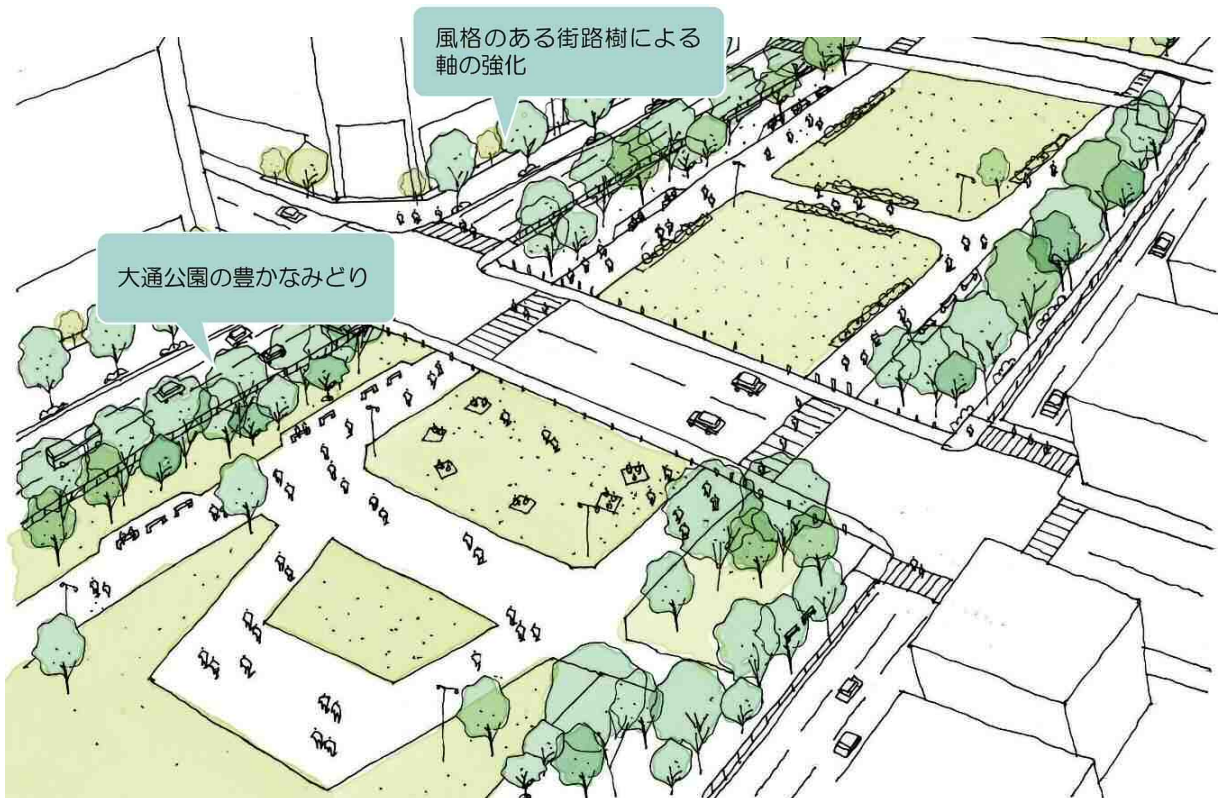 風格のある街路樹による
軸の強化
大通公園の豊かなみどり